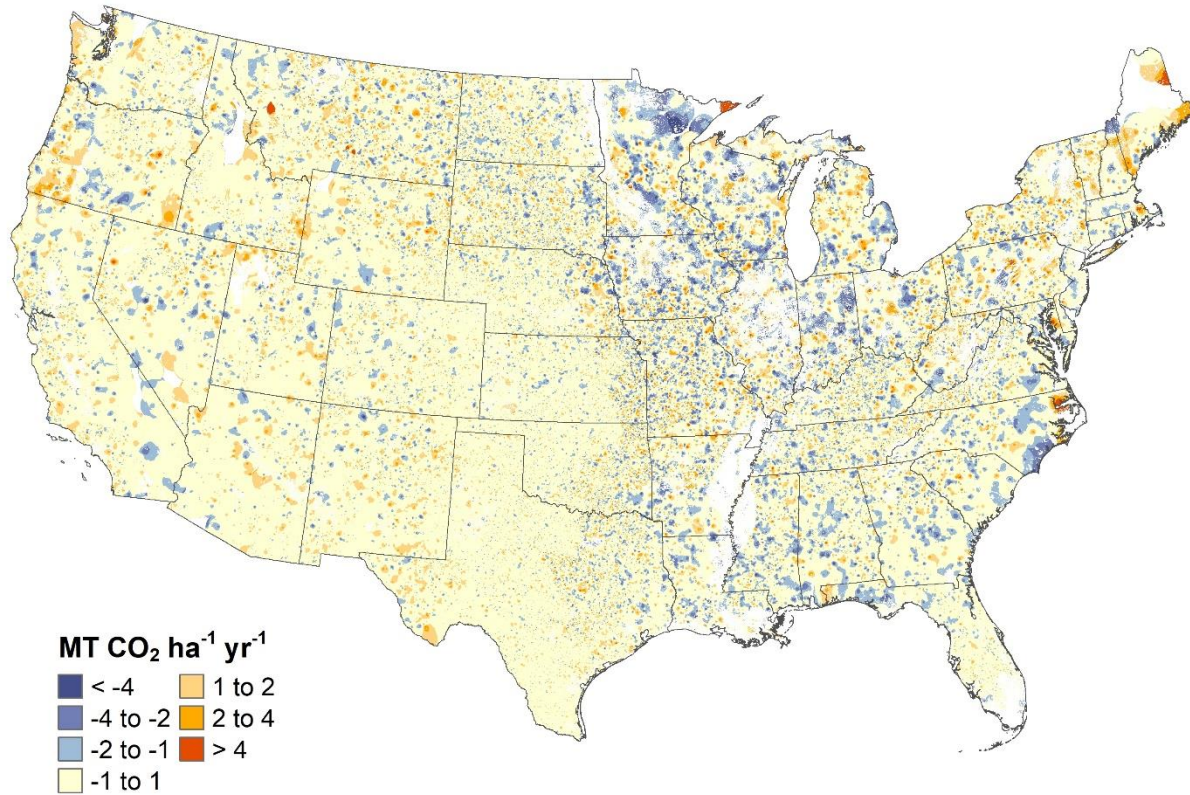 MT CO₂ ha⁻¹ yr⁻¹
< -4
-4 to -2
-2 to -1
-1 to 1
1 to 2
2 to 4
> 4